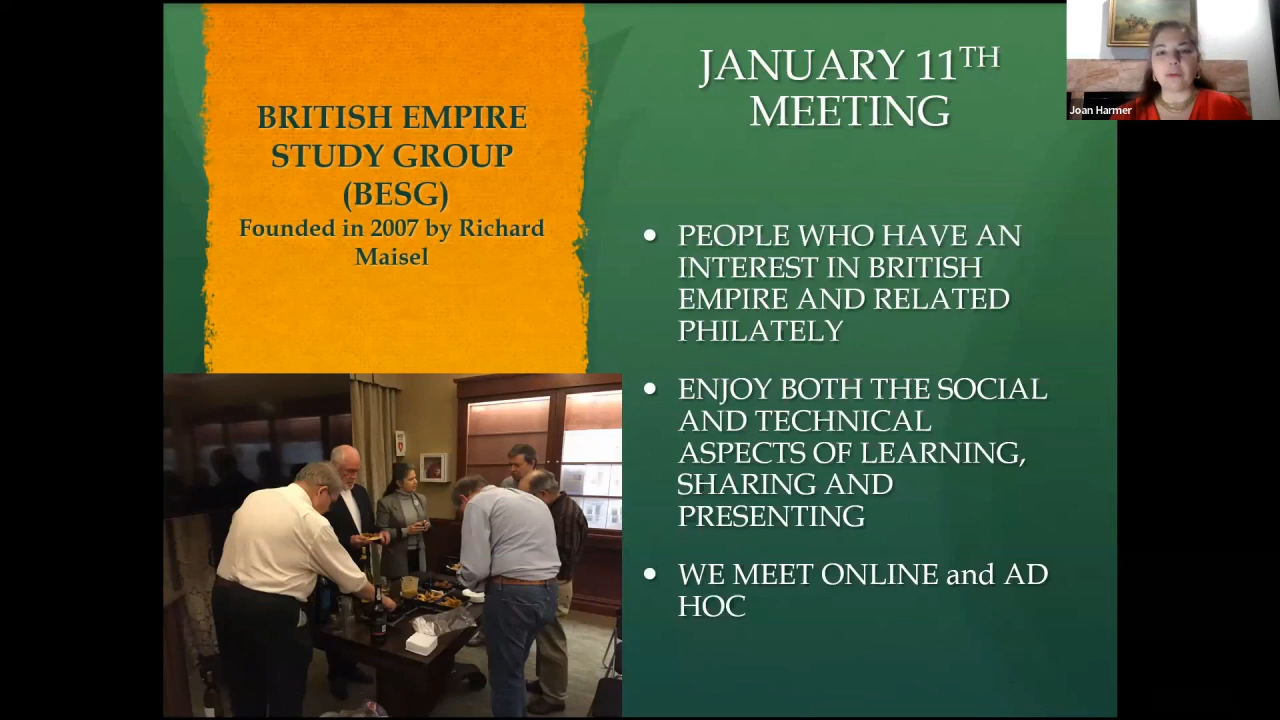 BRITISH EMPIRE
STUDY GROUP
(BESG)
Founded in 2007 by Richard
Maisel
JANUARY 11TH
MEETING
• PEOPLE WHO HAVE AN
INTEREST IN BRITISH
EMPIRE AND RELATED
PHILATELY
• ENJOY BOTH THE SOCIAL
AND TECHNICAL
ASPECTS OF LEARNING,
SHARING AND
PRESENTING
• WE MEET ONLINE and AD
HOC
Joan Harmer